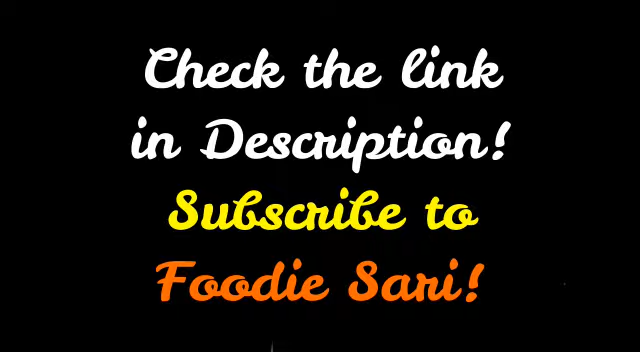 Check the link
in Description!
Subscribe to
Foodie Sari!